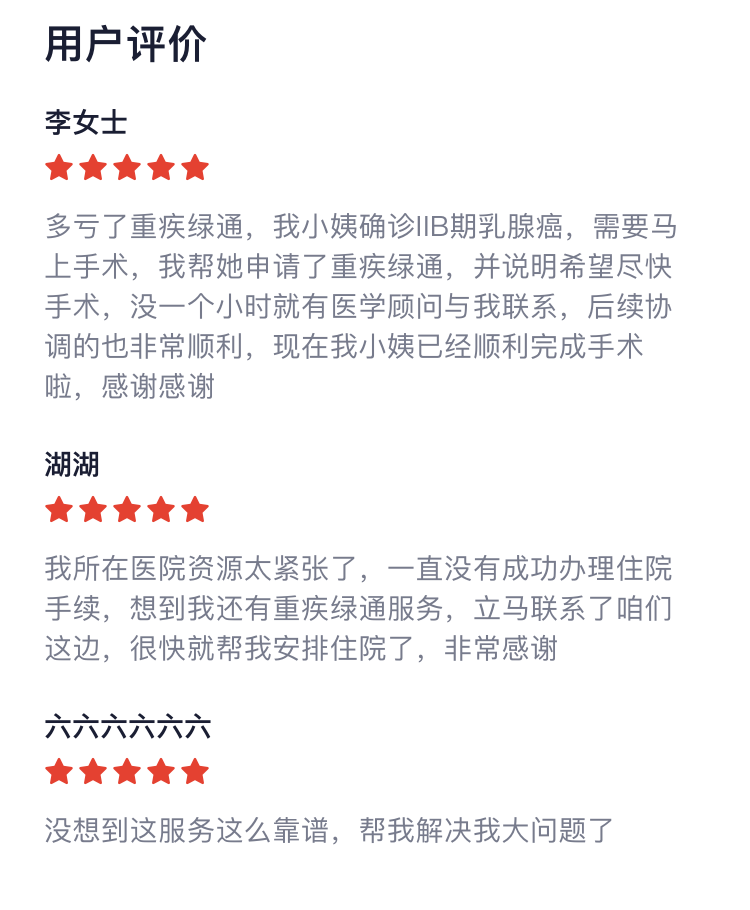 用户评价
李女士
多亏了重疾绿通，我小姨确诊IIB期乳腺癌，需要马
上手术，我帮她申请了重疾绿通，并说明希望尽快
手术，没一个小时就有医学顾问与我联系，后续协
调的也非常顺利，现在我小姨已经顺利完成手术
啦，感谢感谢
湖湖
我所在医院资源太紧张了，一直没有成功办理住院
手续，想到我还有重疾绿通服务，立马联系了咱们
这边，很快就帮我安排住院了，非常感谢
六六六六六六
没想到这服务这么靠谱，帮我解决我大问题了